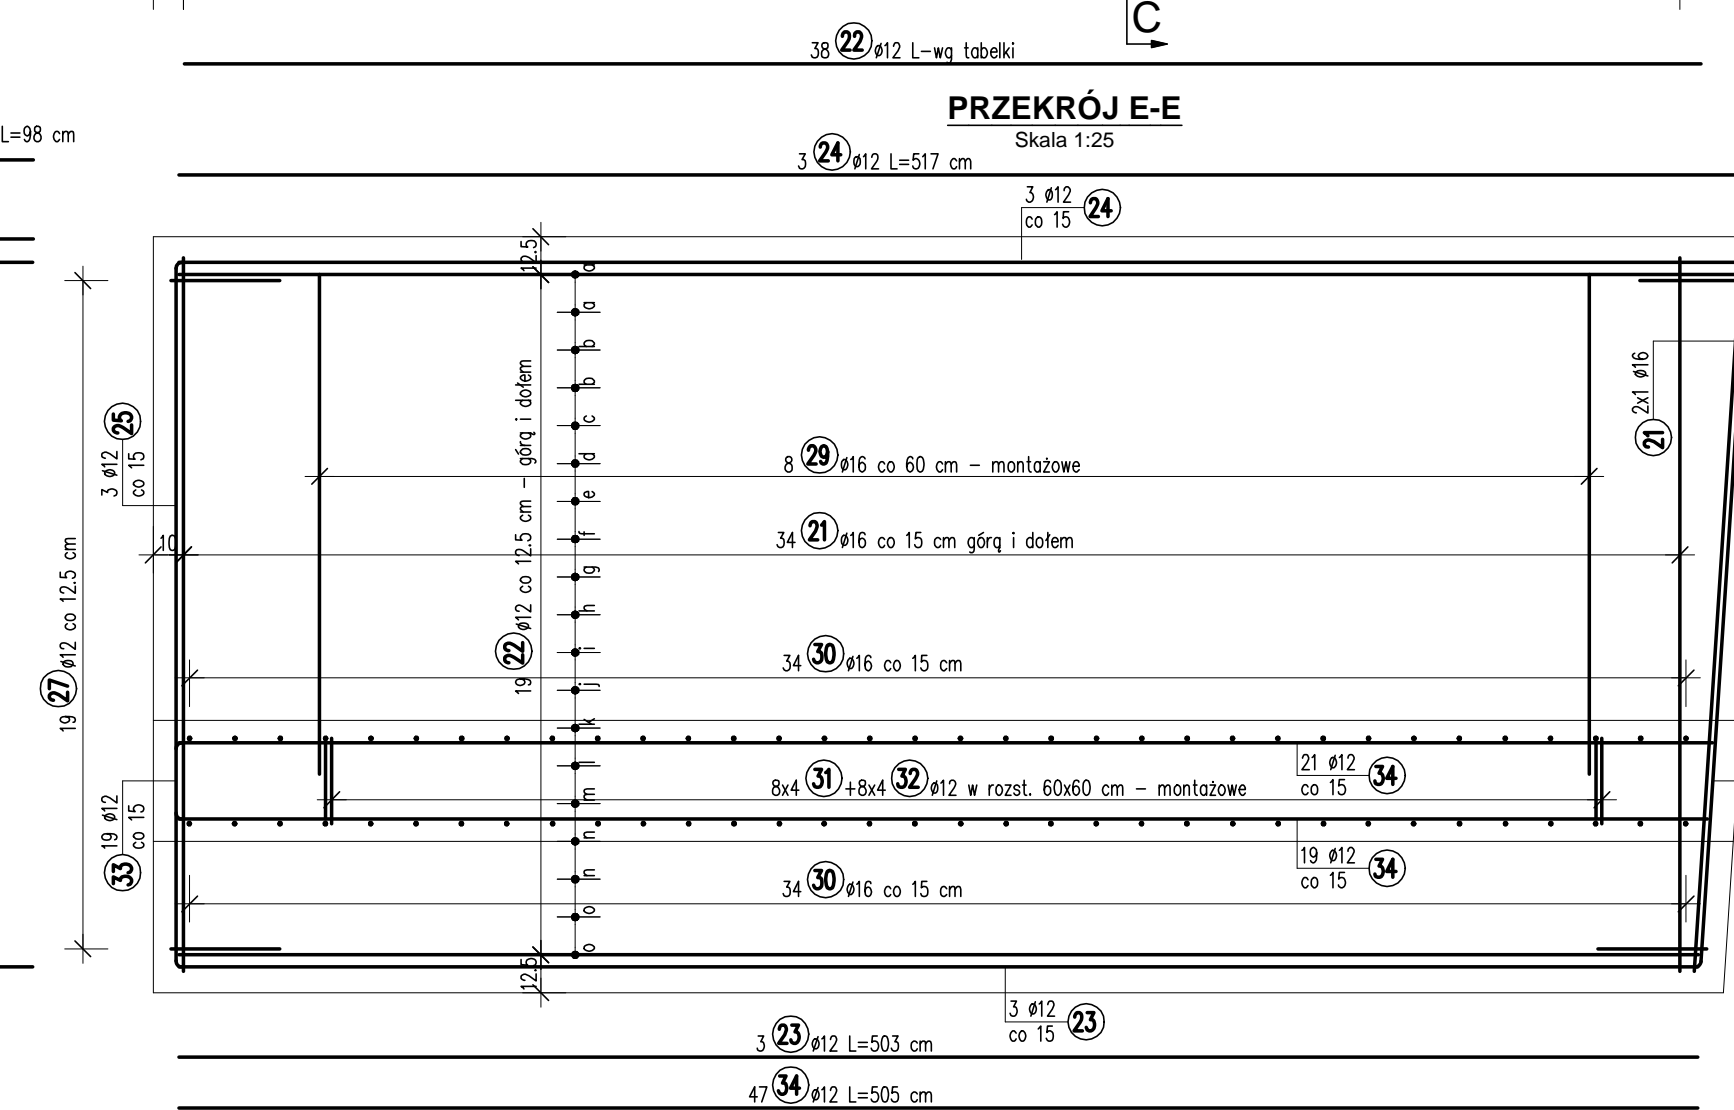 C
38 22 ø12 L-wg tabelki
PRZEKRÓJ E-E
Skala 1:25
L=98 cm
3 24 ø12 L=517 cm
3 ø12
co 15
24
12.5
a
a
b
b
c
d
e
f
g
h
i
j
k
l
m
n
n
o
o
12.5
19 22 ø12 co 12.5 cm - górą i dołem
3 ø12
co 15
25
2x1 ø16
21
8 29 ø16 co 60 cm - montażowe
10
34 21 ø16 co 15 cm górą i dołem
19 27 ø12 co 12.5 cm
34 30 ø16 co 15 cm
21 ø12
co 15
34
8x4 31 +8x4 32 ø12 w rozst. 60x60 cm - montażowe
19 ø12
co 15
33
19 ø12
co 15
34
34 30 ø16 co 15 cm
3 ø12
co 15
23
3 23 ø12 L=503 cm
47 34 ø12 L=505 cm